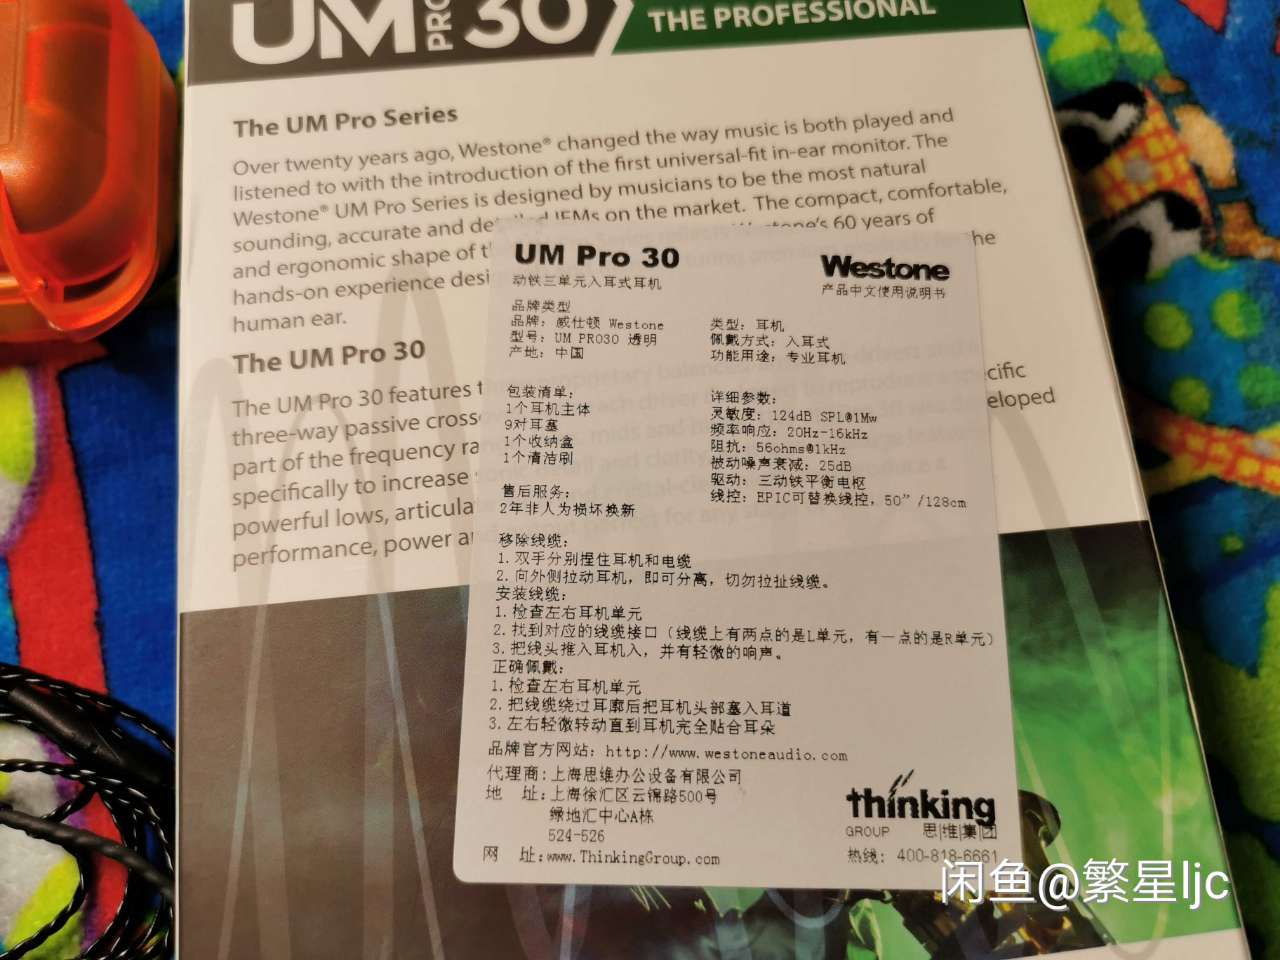 UM PRO 30
THE PROFESSIONAL
The UM Pro Series
Over twenty years ago, Westone® changed the way music is both played and
listened to with the introduction of the first universal-fit in-ear monitor. The
Westone® UM Pro Series is designed by musicians to be the most natural
sounding, accurate and detailed IEMs on the market. The compact, comfortable,
and ergonomic shape of the Series reflects Westone's 60 years of
hands-on experience desi the
human ear.
The UM Pro 30
The UM Pro 30 features t
three-way passive cross each driver specific
part of the frequency ra developed
specifically to increase
powerful lows, articula
performance, power a
UM Pro 30
动铁三单元入耳式耳机
Westone
产品中文使用说明书
品牌类型
品牌: 威仕顿 Westone
型号: UM PRO30 透明
产地: 中国
类型: 耳机
佩戴方式: 入耳式
功能用途: 专业耳机
包装清单:
1个耳机主体
9对耳塞
1个收纳盒
1个清洁刷
详细参数:
灵敏度: 124dB SPL@1Mw
频率响应: 20Hz-16kHz
阻抗: 56ohms@1kHz
被动噪声衰减: 25dB
驱动: 三动铁平衡电枢
线控: EPIC可替换线控, 50" /128cm
售后服务:
2年非人为损坏换新
移除线缆:
1. 双手分别捏住耳机和电缆
2. 向外侧拉动耳机, 即可分离, 切勿拉扯线缆。
安装线缆:
1. 检查左右耳机单元
2. 找到对应的线缆接口 (线缆上有两点的是L单元, 有一点的是R单元)
3. 把线头推入耳机入, 并有轻微的响声。
正确佩戴:
1. 检查左右耳机单元
2. 把线缆绕过耳廓后把耳机头部塞入耳道
3. 左右轻微转动直到耳机完全贴合耳朵
品牌官方网站: http://www.westoneaudio.com
代理商: 上海思维办公设备有限公司
地 址: 上海徐汇区云锦路500号
绿地汇中心A栋
524-526
网 址: www.ThinkingGroup.com
thinking
GROUP 思|维|集|团
热线: 400-818-6661
闲鱼@繁星ljc